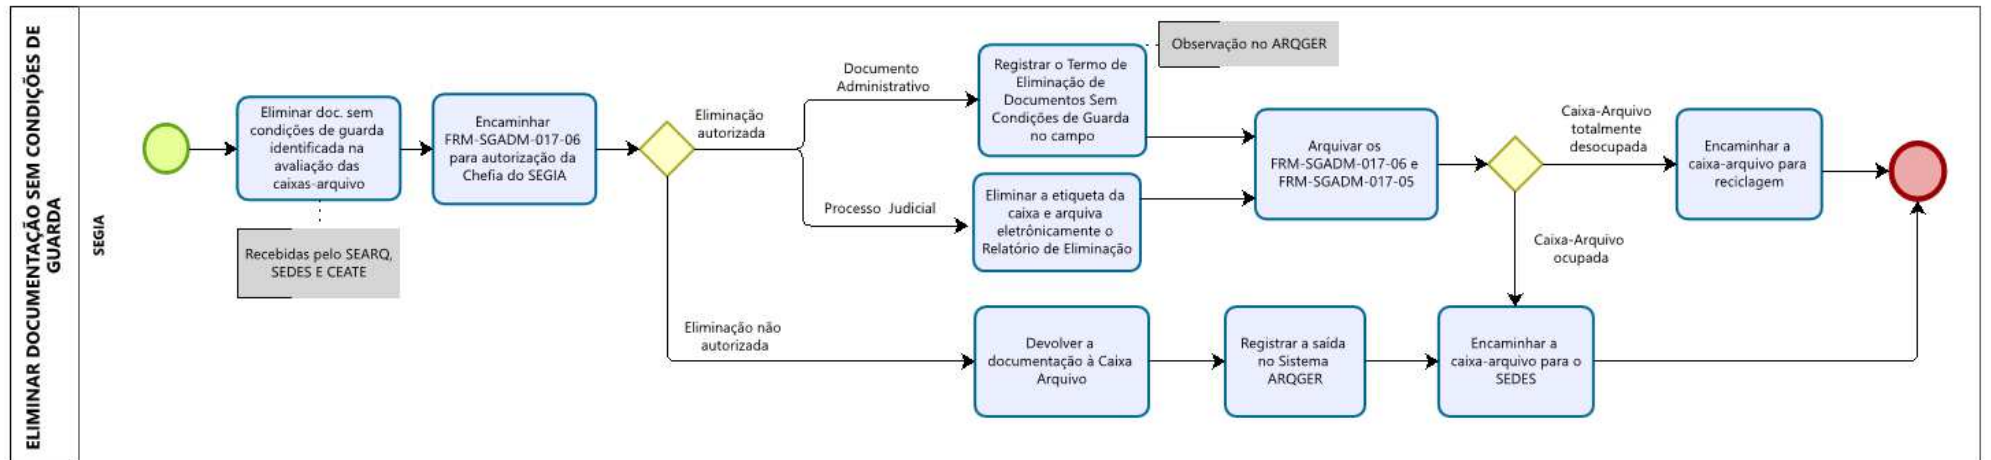 ELIMINAR DOCUMENTAÇÃO SEM CONDIÇÕES DE
GUARDA
SEGIA
Eliminar doc. sem
condições de guarda
identificada na
avaliação das
caixas-arquivo
Recebidas pelo SEARQ,
SEDES E CEATE
Encaminhar
FRM-SGADM-017-06
para autorização da
Chefia do SEGIA
Eliminação
autorizada
Documento
Administrativo
Registrar o Termo de
Eliminação de
Documentos Sem
Condições de Guarda
no campo
Observação no ARQGER
Processo Judicial
Eliminar a etiqueta da
caixa e arquiva
eletrônicamente o
Relatório de Eliminação
Arquivar os
FRM-SGADM-017-06 e
FRM-SGADM-017-05
Caixa-Arquivo
totalmente
desocupada
Encaminhar a
caixa-arquivo para
reciclagem
Caixa-Arquivo
ocupada
Eliminação não
autorizada
Devolver a
documentação à Caixa
Arquivo
Registrar a saída
no Sistema
ARQGER
Encaminhar a
caixa-arquivo para o
SEDES